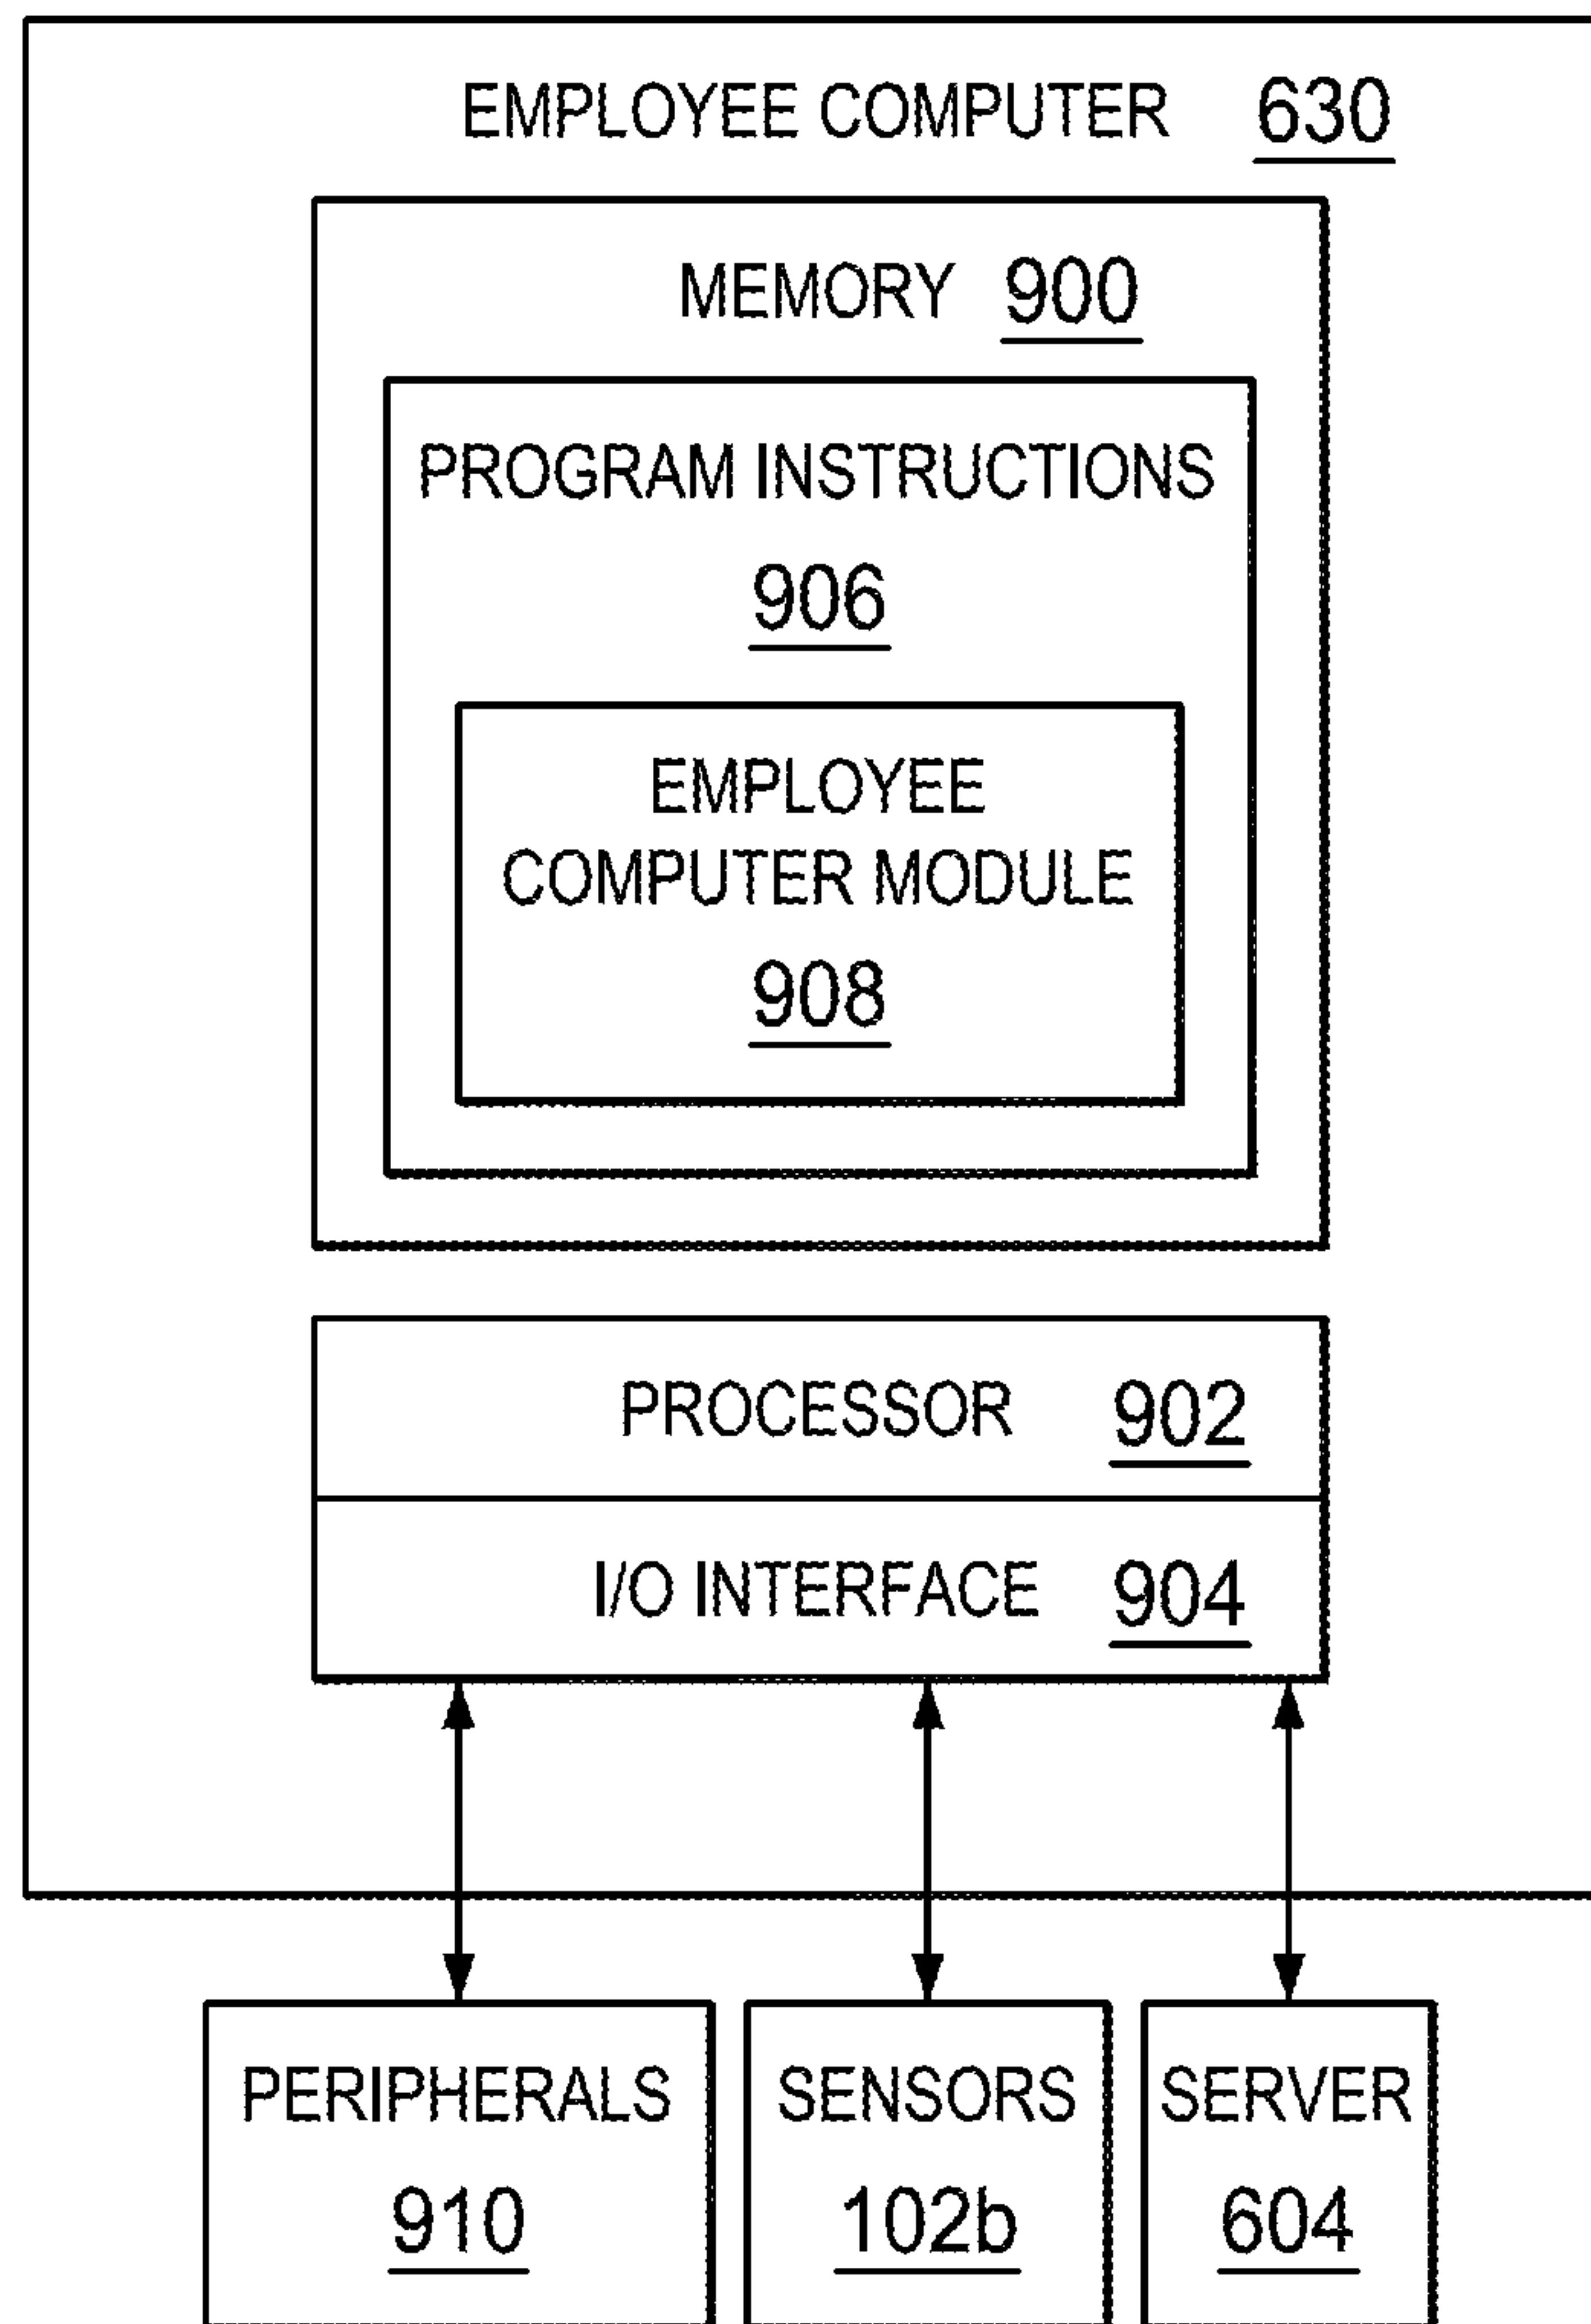 EMPLOYEE COMPUTER 630
MEMORY 900
PROGRAM INSTRUCTIONS
906
EMPLOYEE
COMPUTER MODULE
908
PROCESSOR 902
I/O INTERFACE 904
PERIPHERALS
910
SENSORS
102b
SERVER
604